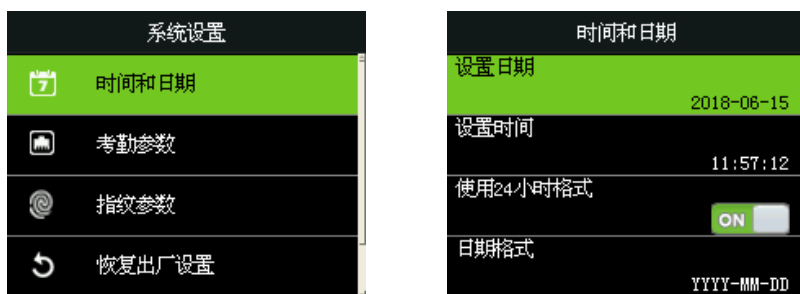 系统设置
7
时间和日期
考勤参数
指纹参数
恢复出厂设置
时间和日期
设置日期
2018-06-15
设置时间
11:57:12
使用24小时格式
ON
日期格式
YYYY-MM-DD